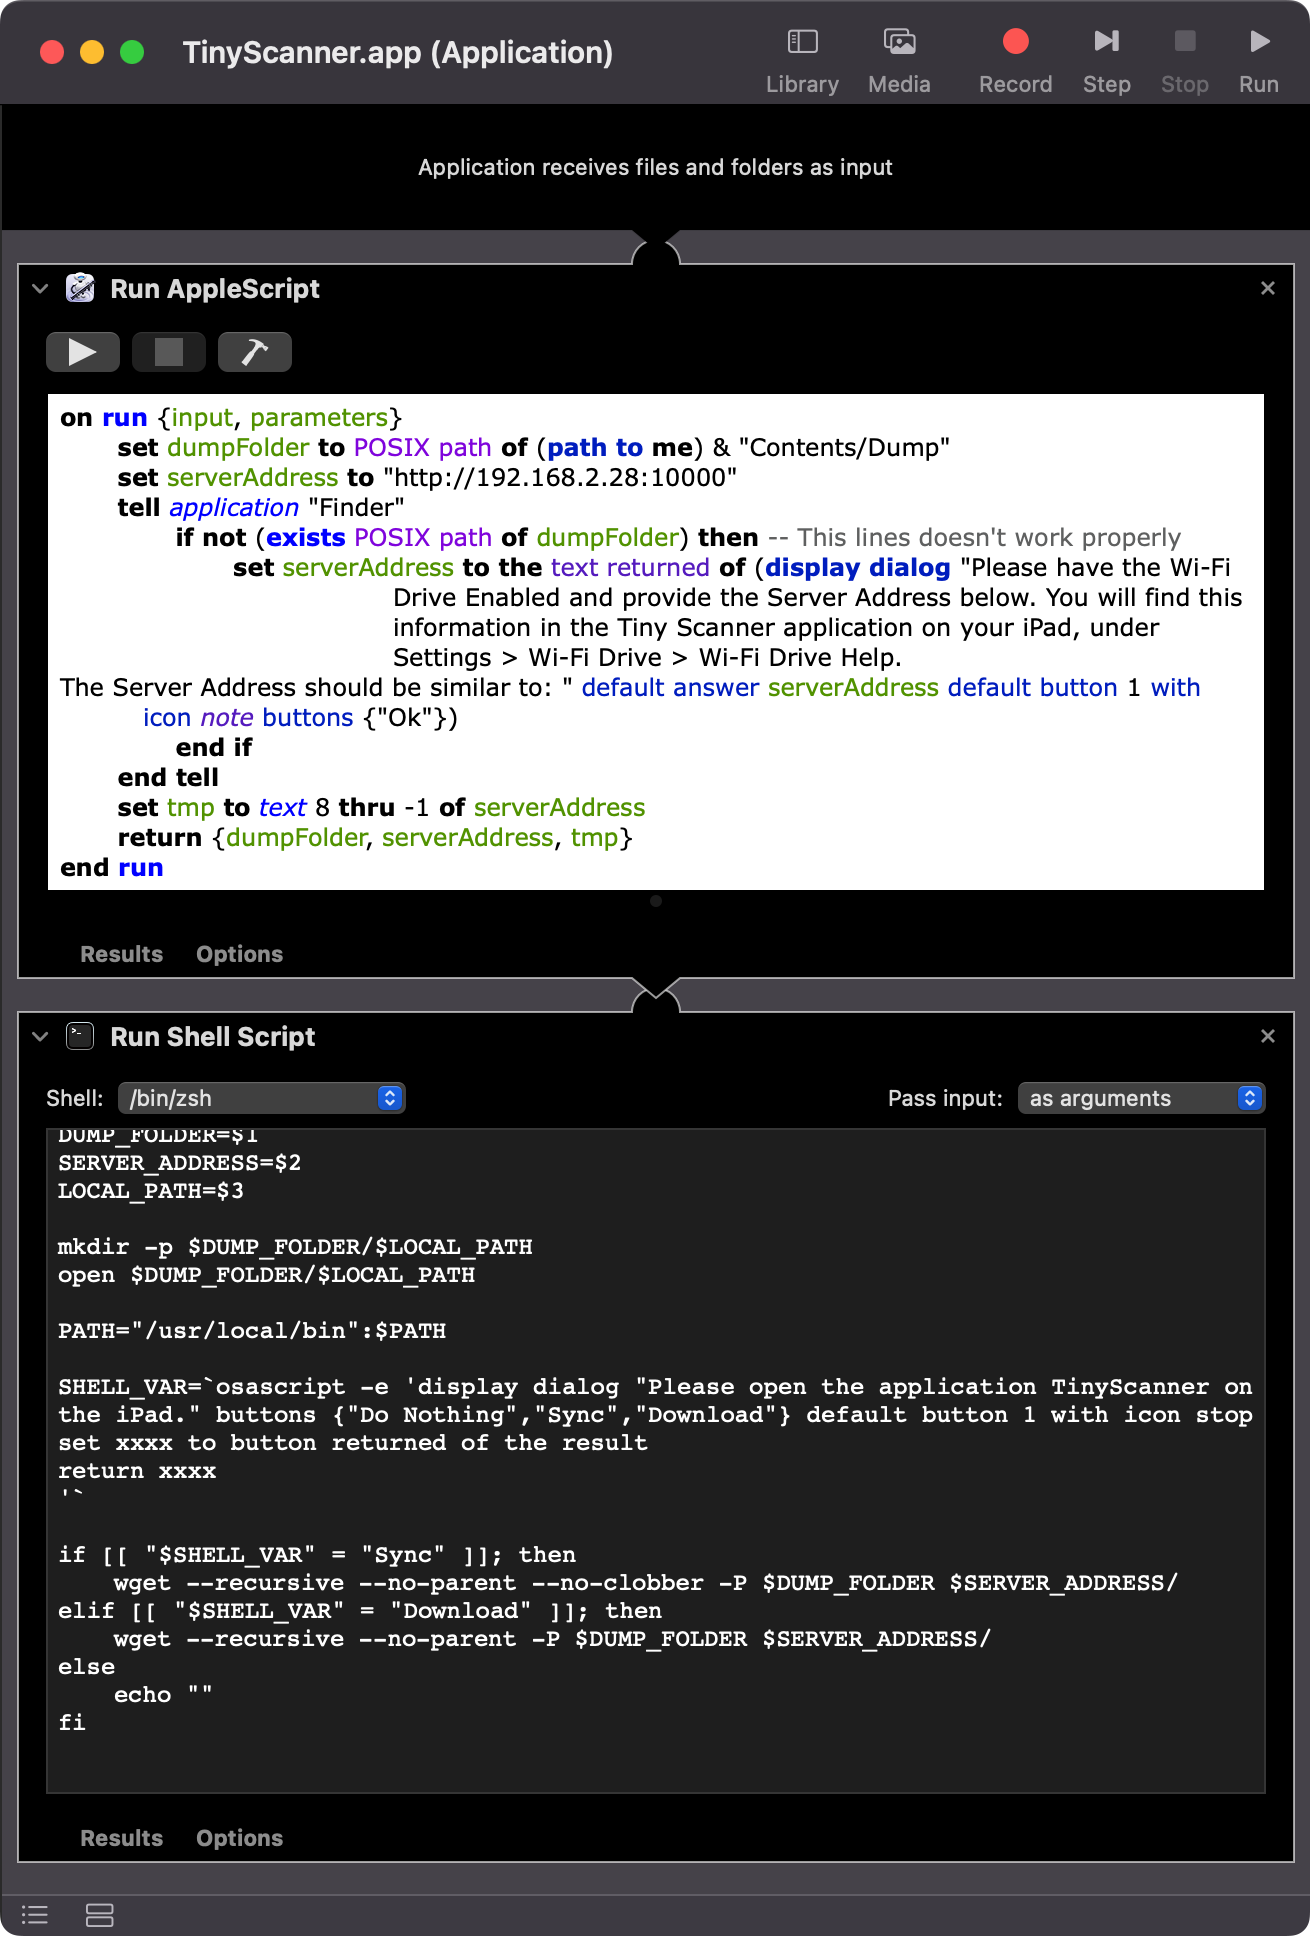 TinyScanner.app (Application)
Library
Media
Record
Step
Stop
Run
Application receives files and folders as input
Run AppleScript
on run {input, parameters}
set dumpFolder to POSIX path of (path to me) & "Contents/Dump"
set serverAddress to "http://192.168.2.28:10000"
tell application "Finder"
if not (exists POSIX path of dumpFolder) then -- This lines doesn't work properly
set serverAddress to the text returned of (display dialog "Please have the Wi-Fi
Drive Enabled and provide the Server Address below. You will find this
information in the Tiny Scanner application on your iPad, under
Settings > Wi-Fi Drive > Wi-Fi Drive Help.
The Server Address should be similar to: " default answer serverAddress default button 1 with
icon note buttons {"Ok"})
end if
end tell
set tmp to text 8 thru -1 of serverAddress
return {dumpFolder, serverAddress, tmp}
end run
Results
Options
Run Shell Script
Shell: /bin/zsh
Pass input: as arguments
DUMP_FOLDER=$1
SERVER_ADDRESS=$2
LOCAL_PATH=$3
mkdir -p $DUMP_FOLDER/$LOCAL_PATH
open $DUMP_FOLDER/$LOCAL_PATH
PATH="/usr/local/bin":$PATH
SHELL_VAR=`osascript -e 'display dialog "Please open the application TinyScanner on
the iPad." buttons {"Do Nothing","Sync","Download"} default button 1 with icon stop
set xxxx to button returned of the result
return xxxx
'`
if [[ "$SHELL_VAR" = "Sync" ]]; then
wget --recursive --no-parent --no-clobber -P $DUMP_FOLDER $SERVER_ADDRESS/
elif [[ "$SHELL_VAR" = "Download" ]]; then
wget --recursive --no-parent -P $DUMP_FOLDER $SERVER_ADDRESS/
else
echo ""
fi
Results
Options